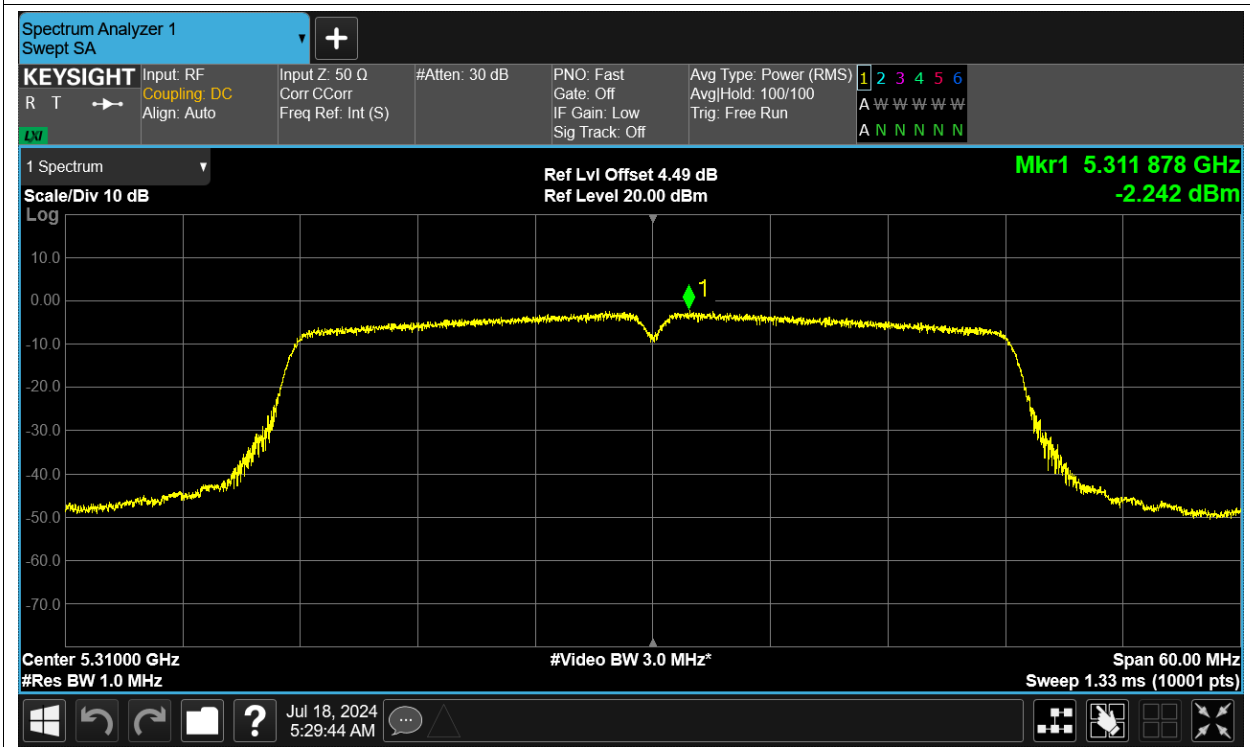 Spectrum Analyzer 1
Swept SA
+
KEYSIGHT
R T
LXI
Input: RF
Coupling: DC
Align: Auto
Input Z: 50 Ω
Corr CCorr
Freq Ref: Int (S)
#Atten: 30 dB
PNO: Fast
Gate: Off
IF Gain: Low
Sig Track: Off
Avg Type: Power (RMS)
Avg|Hold: 100/100
Trig: Free Run
1 2 3 4 5 6
A W W W W W
A N N N N N
1 Spectrum
Scale/Div 10 dB
Log
Ref Lvl Offset 4.49 dB
Ref Level 20.00 dBm
Mkr1 5.311 878 GHz
-2.242 dBm
10.0
0.00
1
-10.0
-20.0
-30.0
-40.0
-50.0
-60.0
-70.0
Center 5.31000 GHz
#Res BW 1.0 MHz
#Video BW 3.0 MHz*
Span 60.00 MHz
Sweep 1.33 ms (10001 pts)
?
Jul 18, 2024
5:29:44 AM